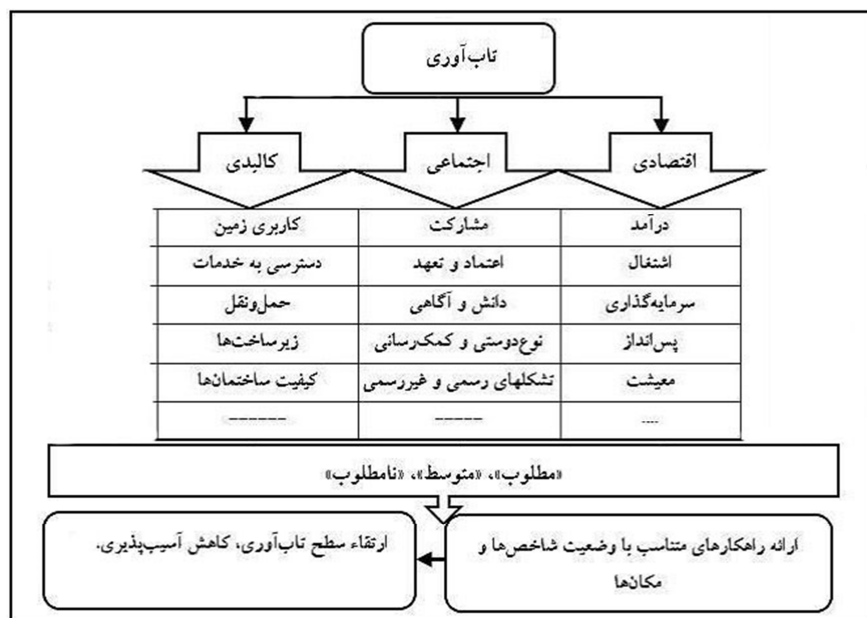 تاب‌آوری
اقتصادی
اجتماعی
کالبدی
درآمد
مشارکت
کاربری زمین
اشتغال
اعتماد و تعهد
دسترسی به خدمات
سرمایه‌گذاری
دانش و آگاهی
حمل‌ونقل
پس‌انداز
نوع‌دوستی و کمک‌رسانی
زیرساخت‌ها
معیشت
تشکلهای رسمی و غیررسمی
کیفیت ساختمان‌ها
----
-----
------
«مطلوب»، «متوسط»، «نامطلوب»
ارائه راهکارهای متناسب با وضعیت شاخص‌ها و
مکان‌ها
ارتقاء سطح تاب‌آوری، کاهش آسیب‌پذیری.